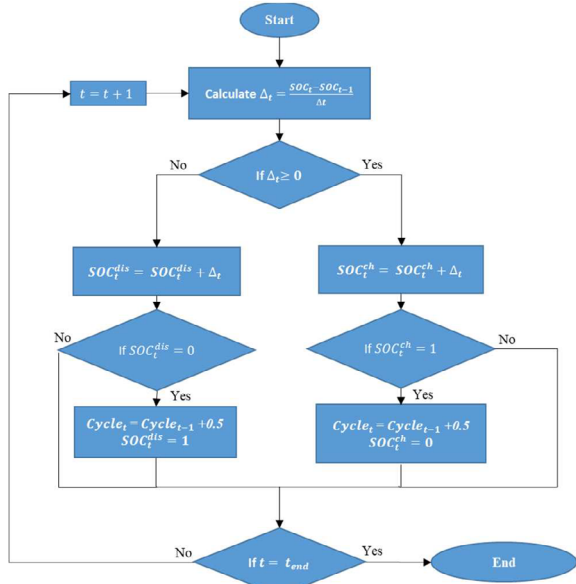 Start
t = t + 1
Calculate Δₜ = (SOCₜ−SOCₜ₋₁)/Δt
No
Yes
If Δₜ ≥ 0
SOCₜᵈⁱˢ = SOCₜᵈⁱˢ + Δₜ
SOCₜᶜʰ = SOCₜᶜʰ + Δₜ
No
If SOCₜᵈⁱˢ = 0
If SOCₜᶜʰ = 1
No
Yes
Yes
Cycleₜ = Cycleₜ₋₁ +0.5
SOCₜᵈⁱˢ = 1
Cycleₜ = Cycleₜ₋₁ +0.5
SOCₜᶜʰ = 0
No
If t = t_end
Yes
End